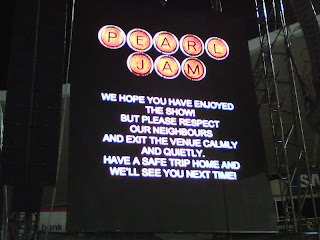 PEARL
JAM
WE HOPE YOU HAVE ENJOYED
THE SHOW!
BUT PLEASE RESPECT
OUR NEIGHBOURS
AND EXIT THE VENUE CALMLY
AND QUIETLY.
HAVE A SAFE TRIP HOME AND
WE'LL SEE YOU NEXT TIME!
bank